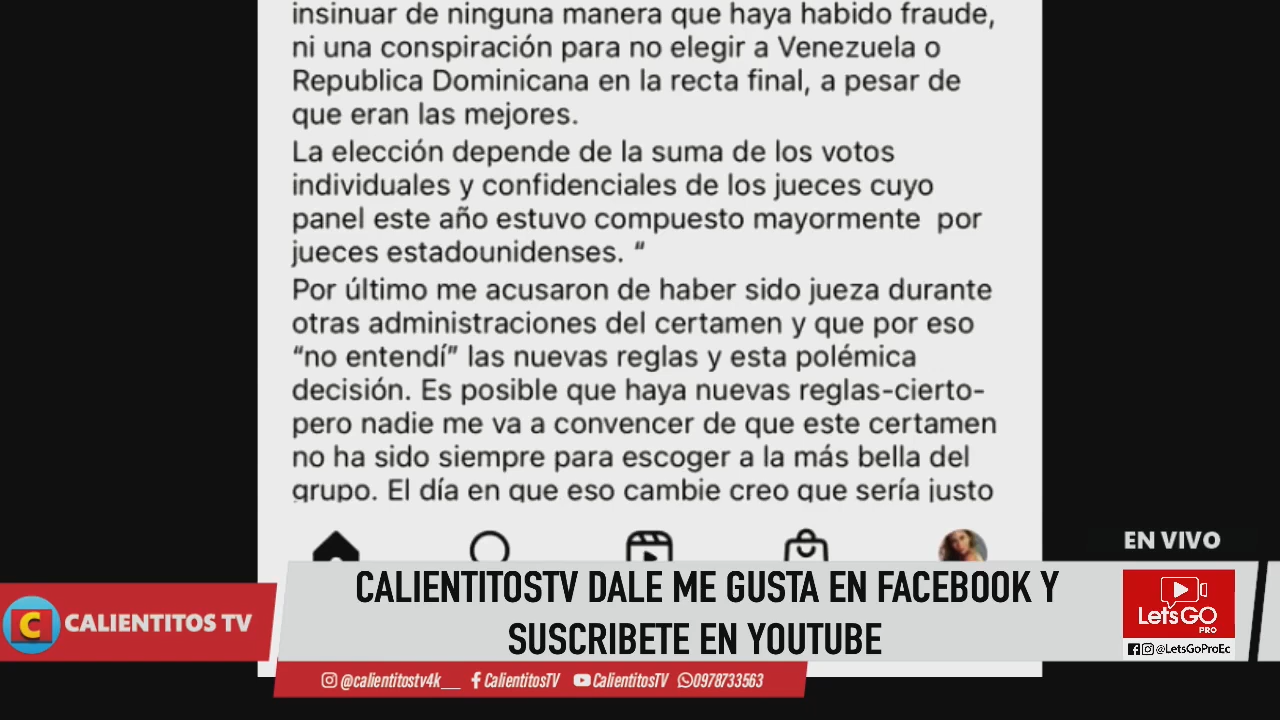 insinuar de ninguna manera que haya habido fraude,
ni una conspiración para no elegir a Venezuela o
Republica Dominicana en la recta final, a pesar de
que eran las mejores.
La elección depende de la suma de los votos
individuales y confidenciales de los jueces cuyo
panel este año estuvo compuesto mayormente  por
jueces estadounidenses. “
Por último me acusaron de haber sido jueza durante
otras administraciones del certamen y que por eso
“no entendí” las nuevas reglas y esta polémica
decisión. Es posible que haya nuevas reglas-cierto-
pero nadie me va a convencer de que este certamen
no ha sido siempre para escoger a la más bella del
grupo. El día en que eso cambie creo que sería justo
EN VIVO
C CALIENTITOS TV
CALIENTITOSTV DALE ME GUSTA EN FACEBOOK Y
SUSCRIBETE EN YOUTUBE
Let'sGO
PRO
@LetsGoProEc
@calientitostv4k__ CalientitosTV CalientitosTV 0978733563